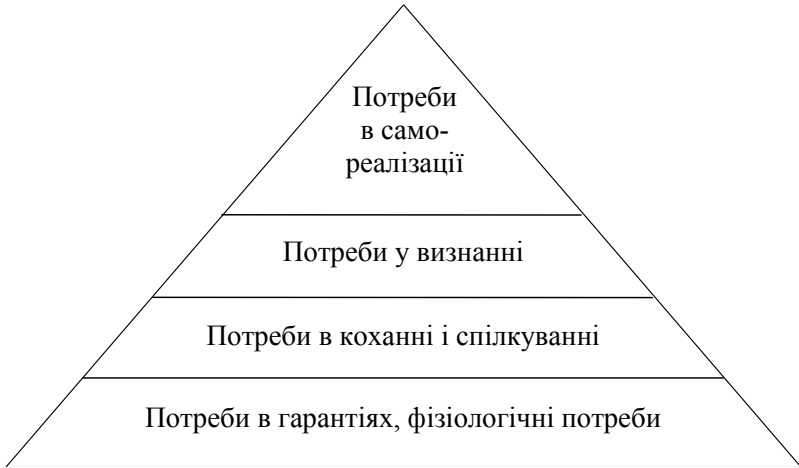 Потреби
в само-
реалізації
Потреби у визнанні
Потреби в коханні і спілкуванні
Потреби в гарантіях, фізіологічні потреби